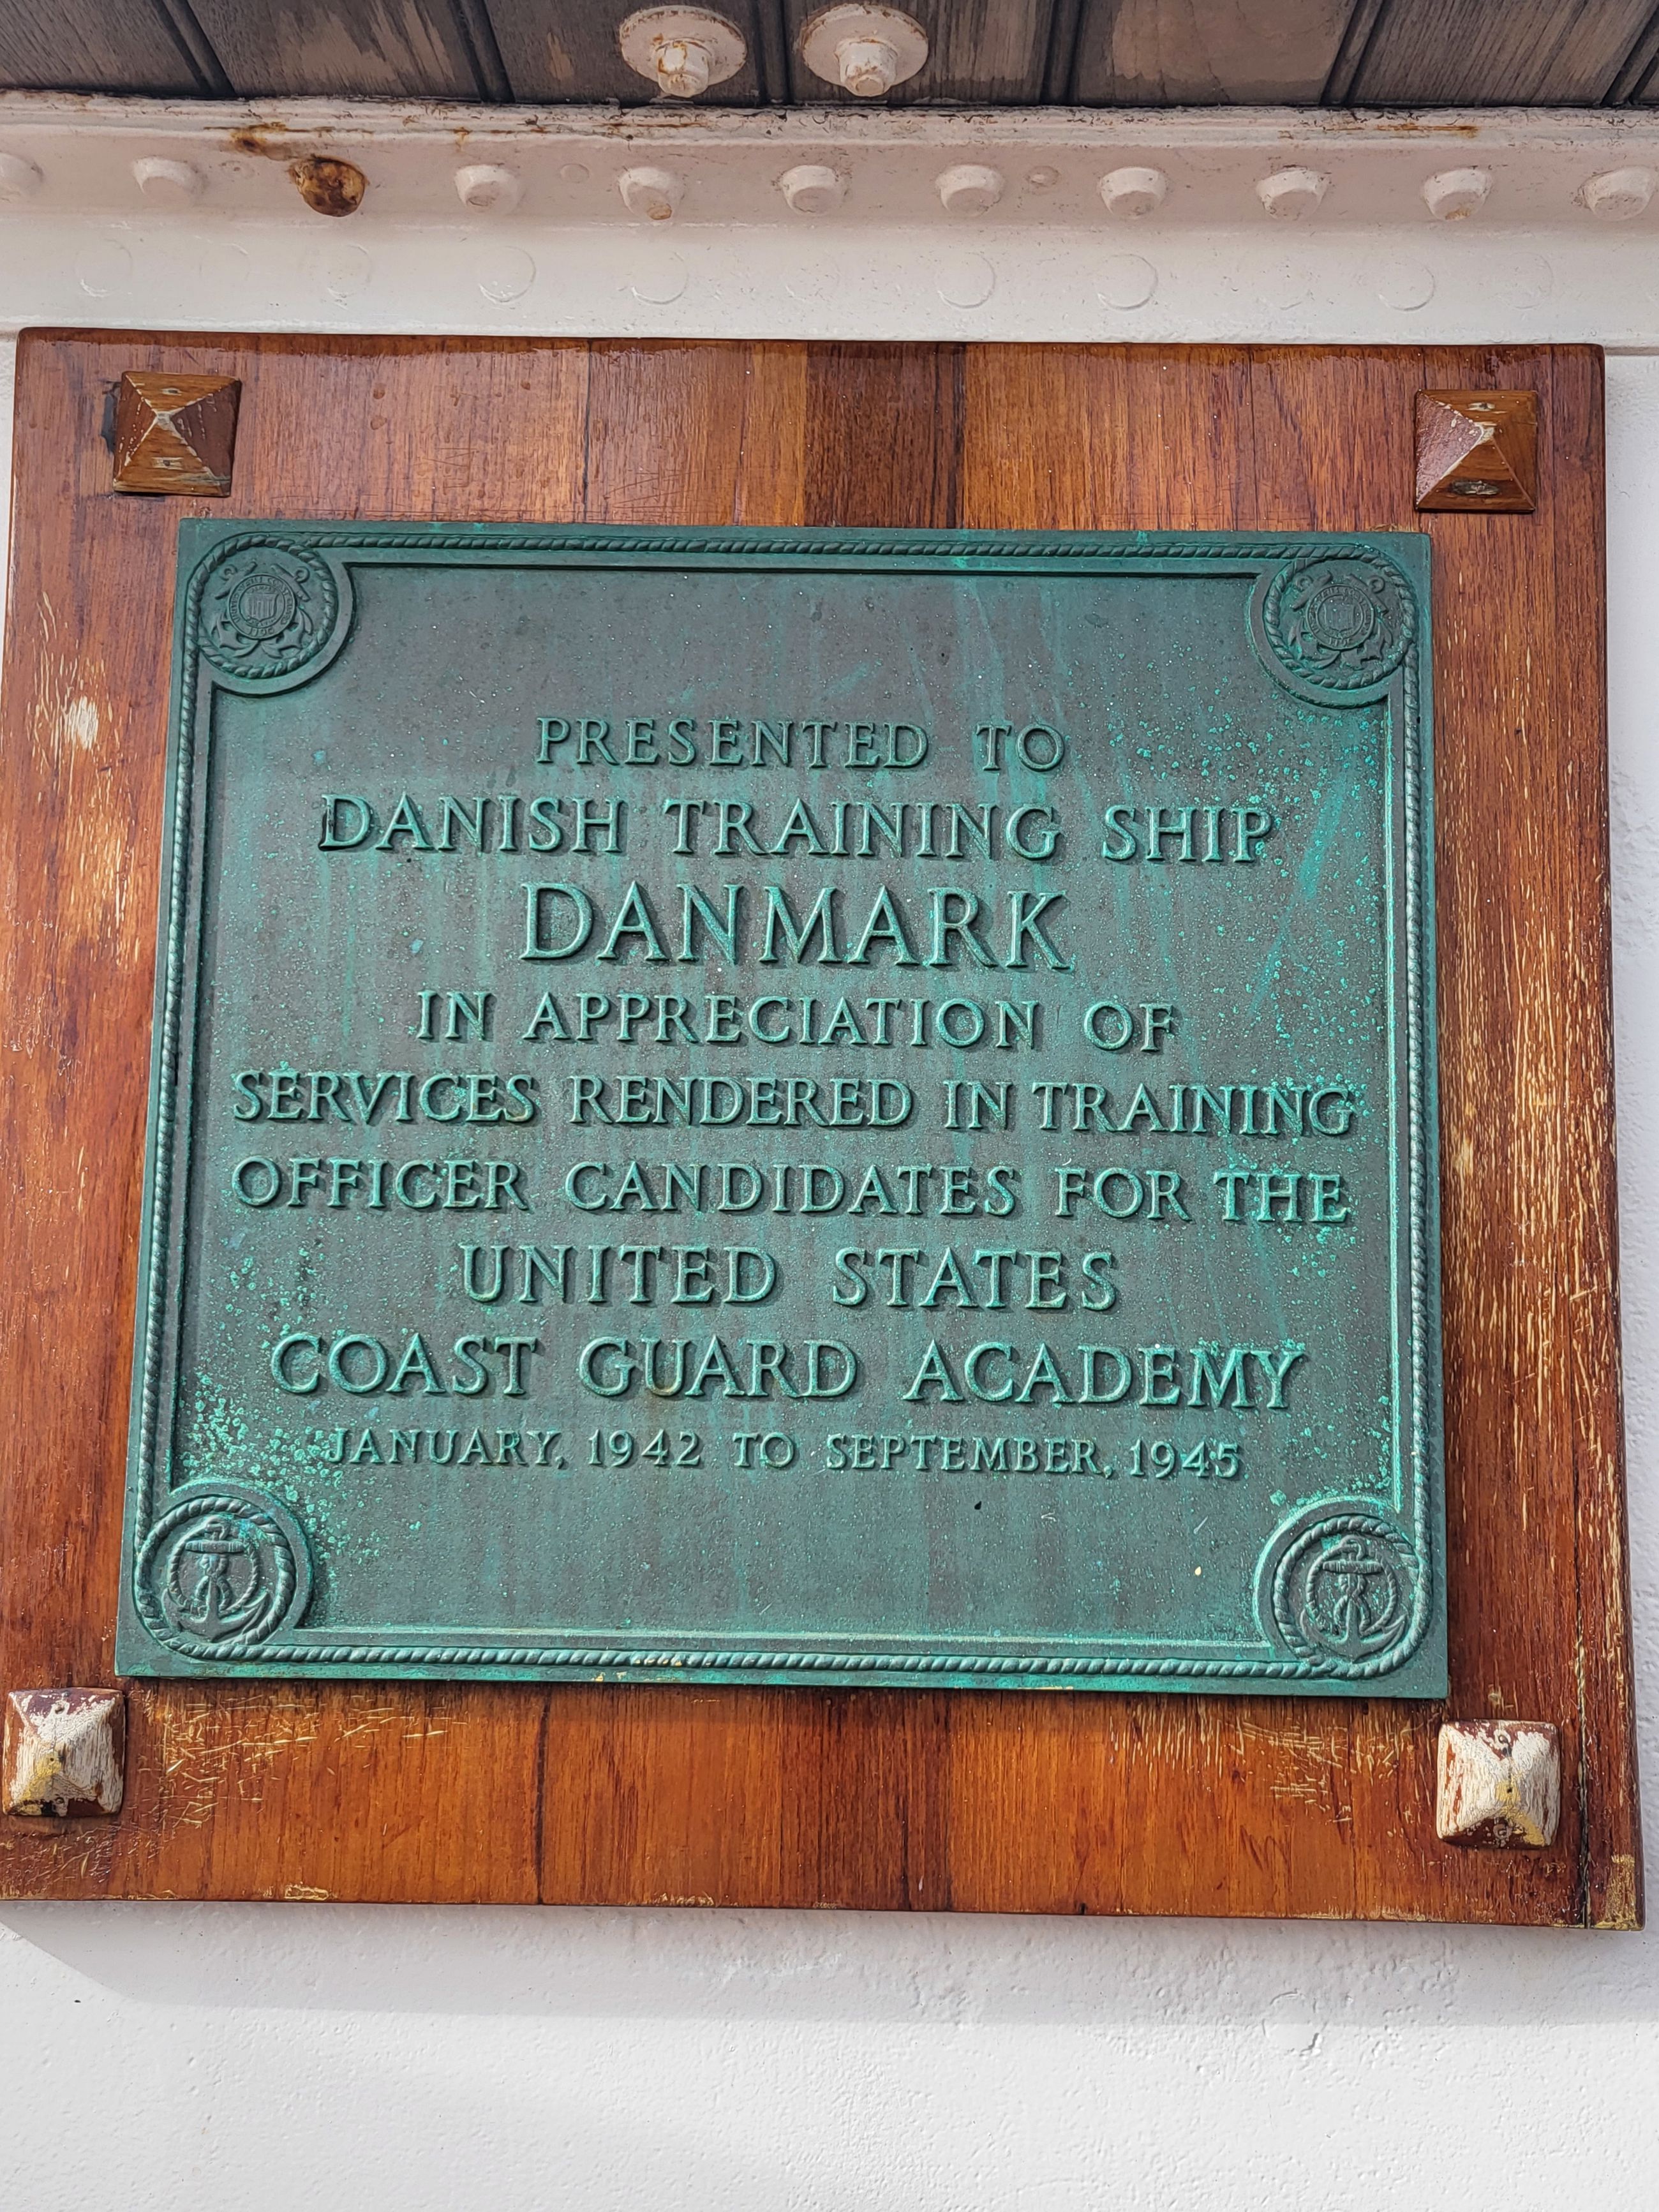 PRESENTED TO
DANISH TRAINING SHIP
DANMARK
IN APPRECIATION OF
SERVICES RENDERED IN TRAINING
OFFICER CANDIDATES FOR THE
UNITED STATES
COAST GUARD ACADEMY
JANUARY, 1942 TO SEPTEMBER, 1945